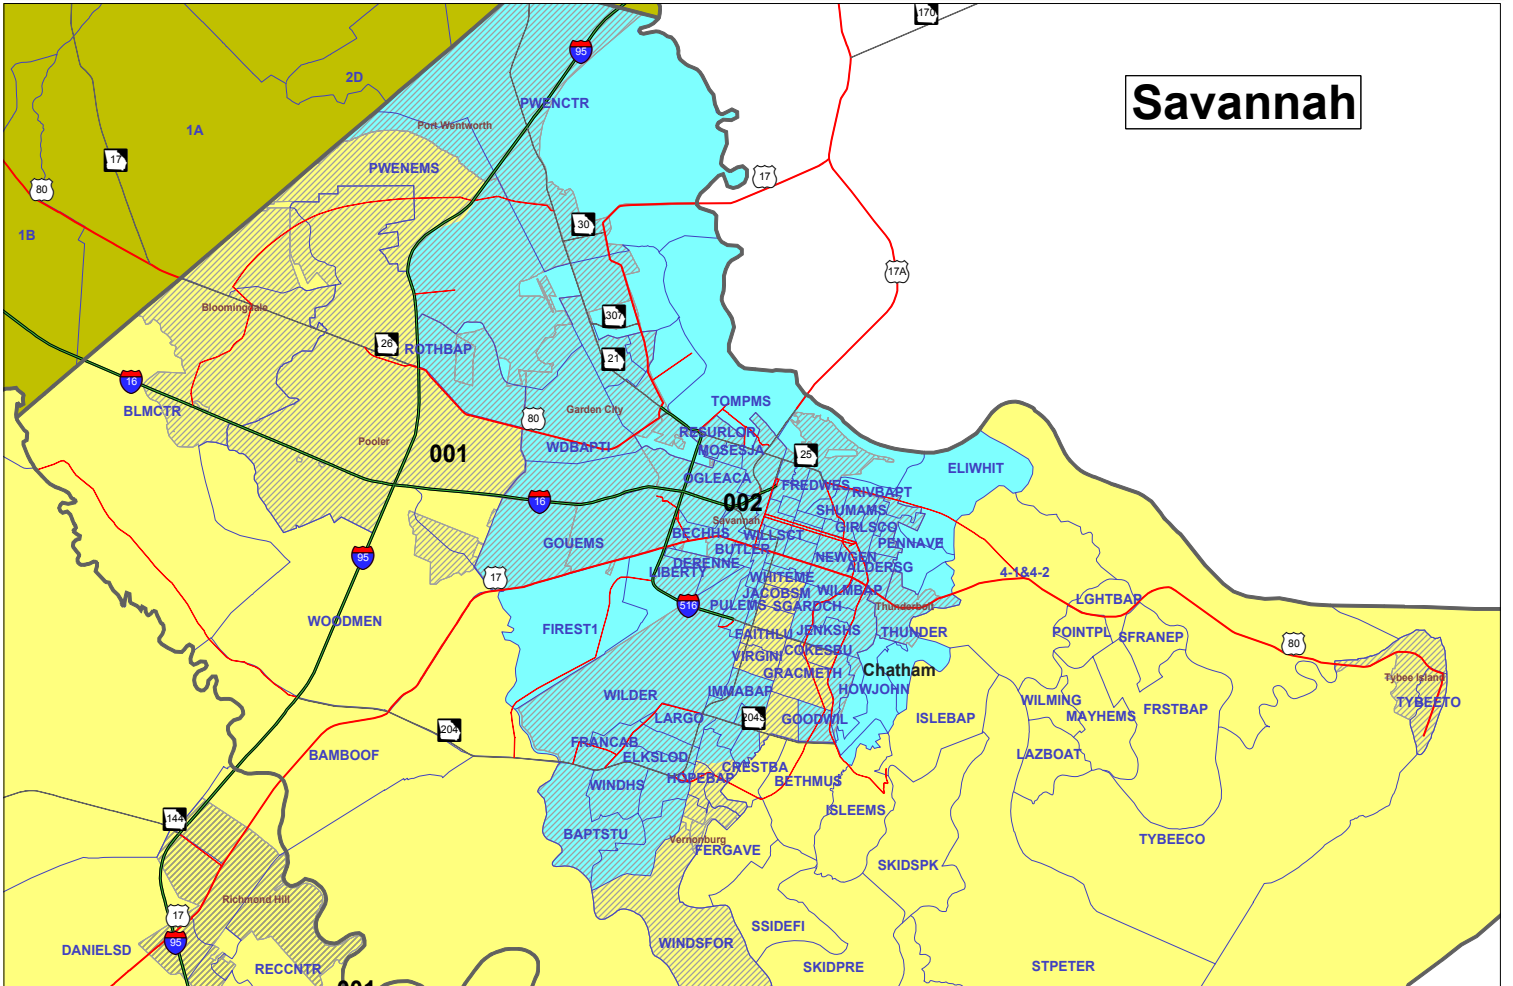 170
95
2D
Savannah
PWENCTR
Port Wentworth
1A
17
PWENEMS
80
17
30
1B
17A
Bloomingdale
307
26
ROTHBAP
21
16
BLMCTR
TOMPMS
Garden City
80
RESURLOR
Pooler
001
WDBAPTI
MOSESJA
25
ELIWHIT
OGLEACA
FREDWES
RIVBAPT
16
002
SHUMAMS
Savannah
GIRLSCO
BECHHS
WILLSCT
GOUEMS
PENNAVE
BUTLER
95
NEWGEN
DERENNE
ALDERSG
LIBERTY
17
WHITEME
4-1&4-2
JACOBSM
WILMBAP
516
PULEMS
SGARDCH
Thunderbolt
LGHTBAP
WOODMEN
FIREST1
FAITHLU
JENKSHS
THUNDER
POINTPL
SFRANEP
80
VIRGINI
COKESBU
GRACMETH
Chatham
Tybee Island
WILDER
IMMABAP
HOWJOHN
WILMING
TYBEETO
204
LARGO
204S
GOODWIL
ISLEBAP
MAYHEMS
FRSTBAP
FRANCAB
BAMBOOF
ELKSLOD
LAZBOAT
CRESTBA
WINDHS
HOPEBAP
BETHMUS
144
ISLEEMS
BAPTSTU
Vernonburg
TYBEECO
FERGAVE
SKIDSPK
Richmond Hill
17
SSIDEFI
95
DANIELSD
WINDSFOR
RECCNTR
SKIDPRE
STPETER
001